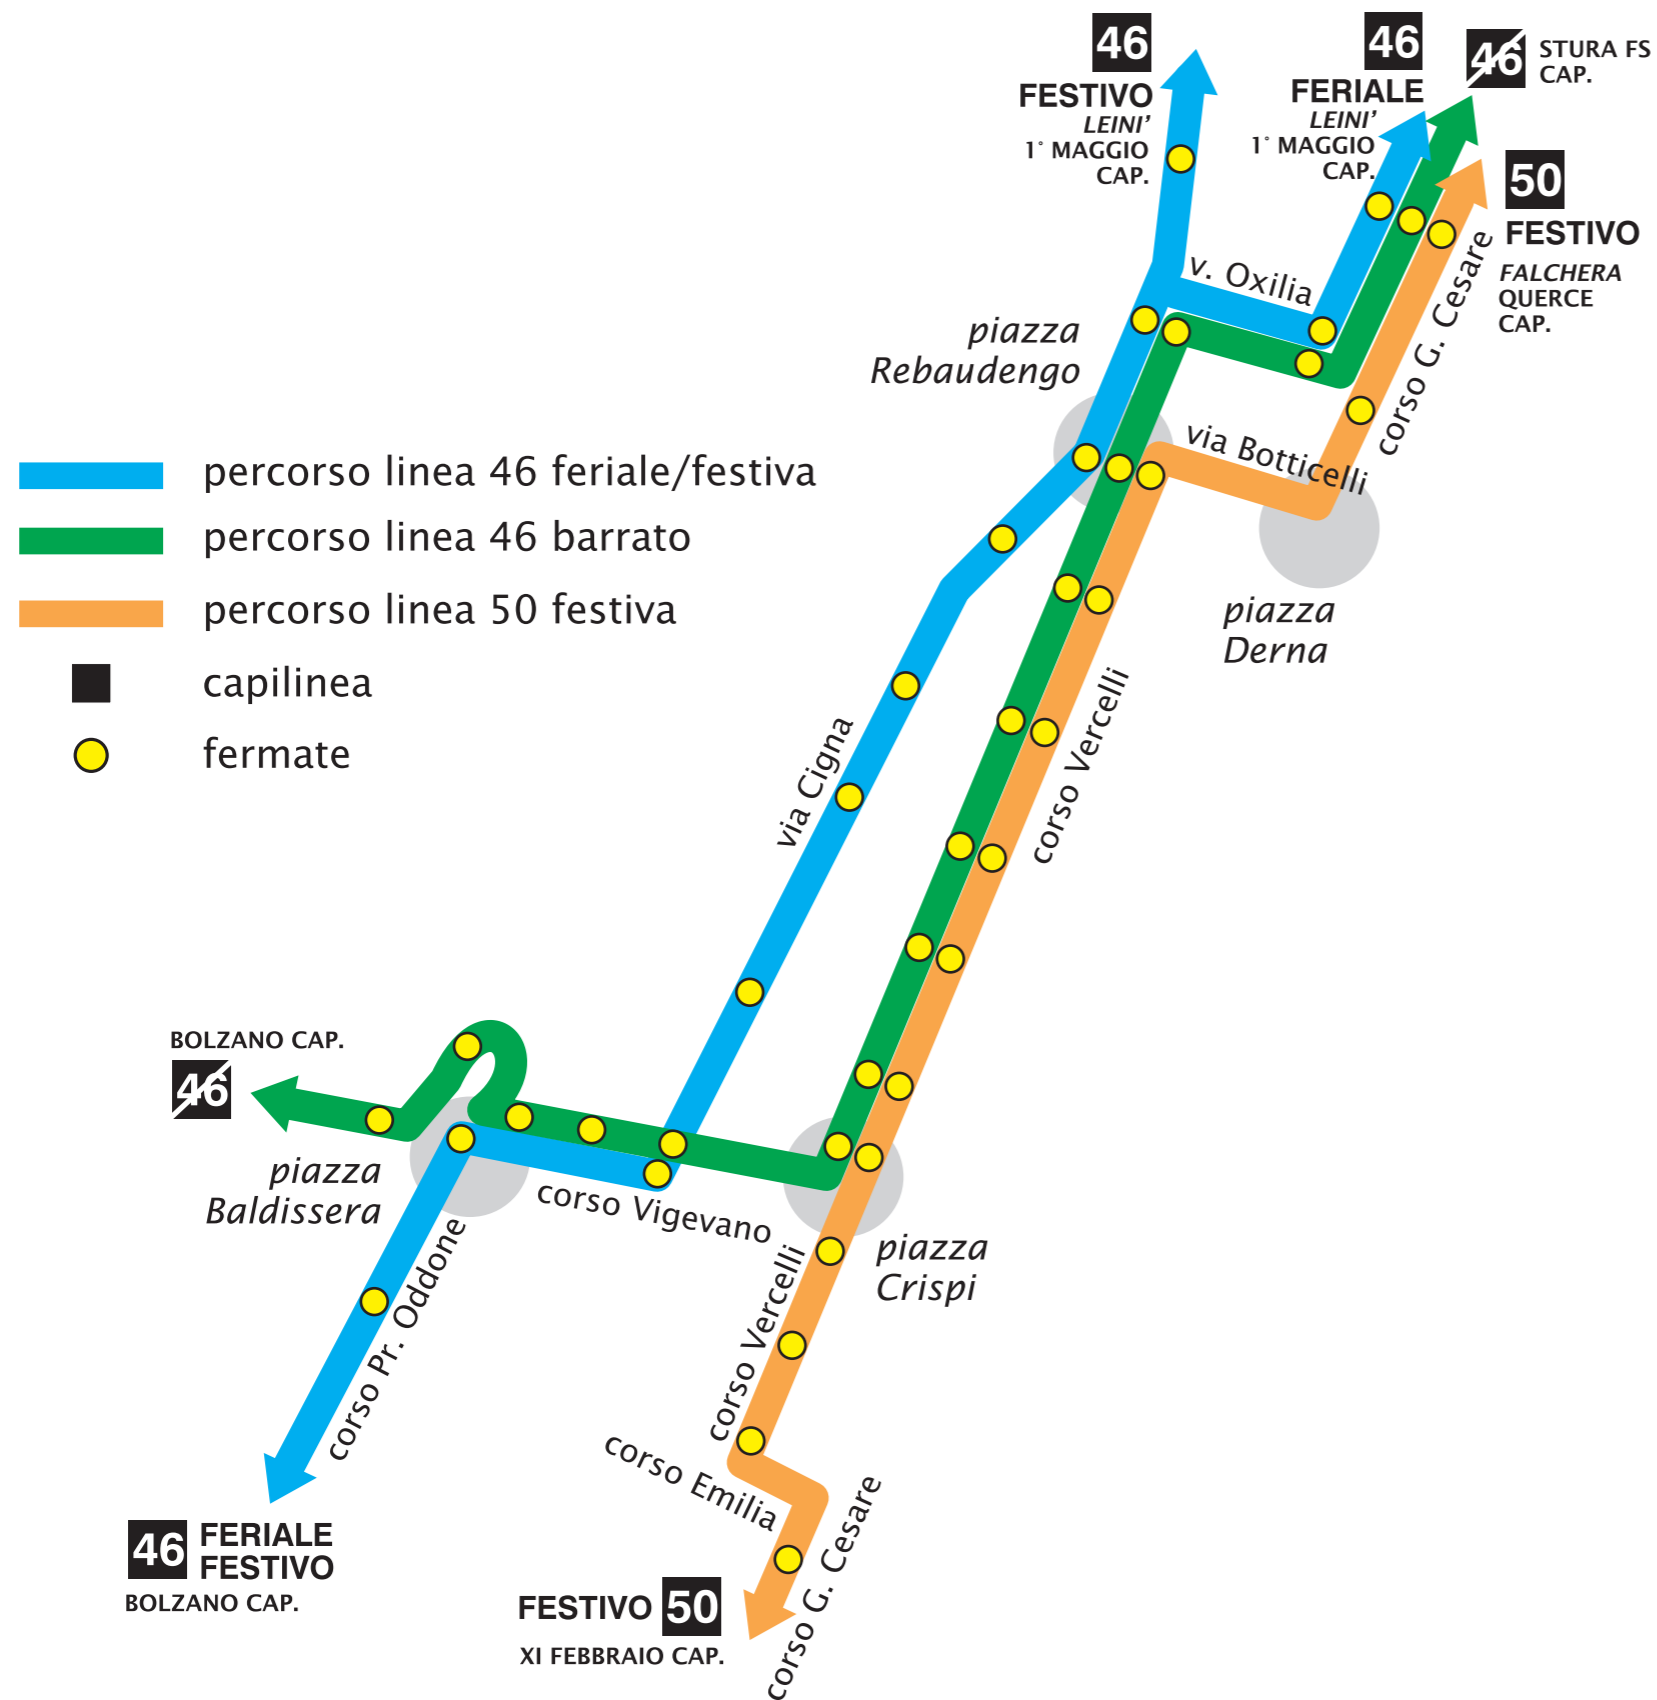 46
FESTIVO
LEINI'
1° MAGGIO
CAP.
46
FERIALE
LEINI'
1° MAGGIO
CAP.
46
STURA FS
CAP.
50
FESTIVO
FALCHERA
QUERCE
CAP.
v. Oxilia
corso G. Cesare
piazza
Rebaudengo
via Botticelli
piazza
Derna
percorso linea 46 feriale/festiva
percorso linea 46 barrato
percorso linea 50 festiva
capilinea
fermate
via Cigna
corso Vercelli
BOLZANO CAP.
46
piazza
Baldissera
corso Vigevano
piazza
Crispi
corso Pr. Oddone
corso Vercelli
corso Emilia
corso G. Cesare
46 FERIALE
FESTIVO
BOLZANO CAP.
FESTIVO 50
XI FEBBRAIO CAP.